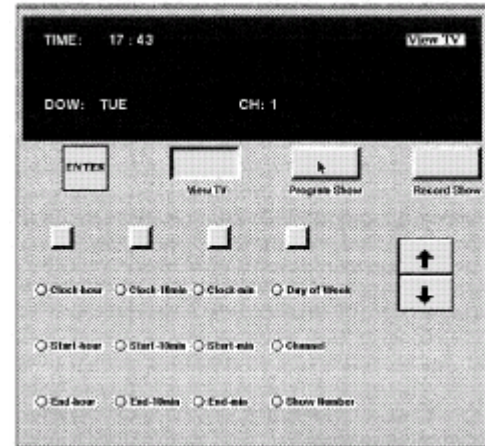 TIME: 17 : 43 View TV
DOW: TUE CH: 1
ENTER
View TV Program Show Record Show
Clock-hour Clock-10min Clock-min Day of Week
Start-hour Start-10min Start-min Channel
End-hour End-10min End-min Show Number